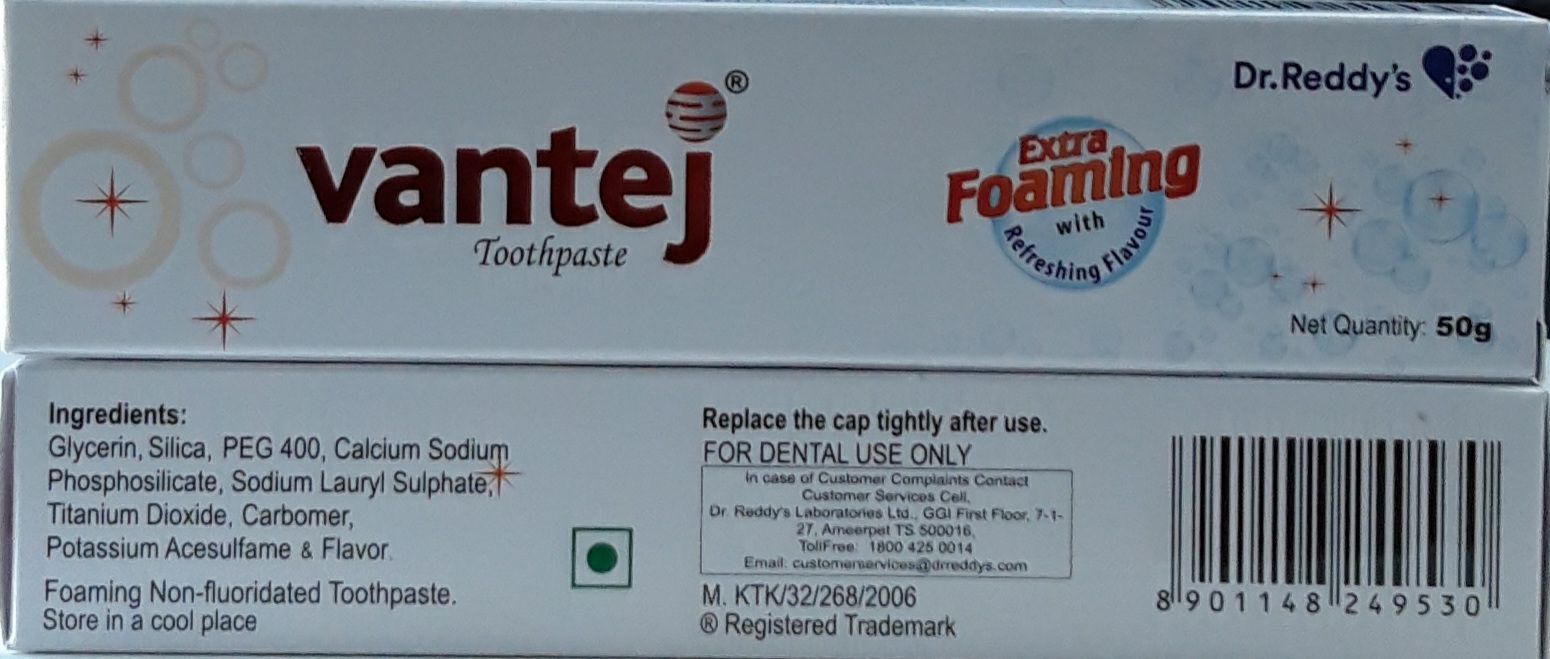 vantej®
Toothpaste
Extra
Foaming
with
Refreshing Flavour
Dr.Reddy's
Net Quantity: 50g
Ingredients:
Glycerin, Silica, PEG 400, Calcium Sodium
Phosphosilicate, Sodium Lauryl Sulphate,
Titanium Dioxide, Carbomer,
Potassium Acesulfame & Flavor.
Foaming Non-fluoridated Toothpaste.
Store in a cool place
Replace the cap tightly after use.
FOR DENTAL USE ONLY
In case of Customer Complaints Contact
Customer Services Cell,
Dr. Reddy's Laboratories Ltd., GGI First Floor, 7-1-
27, Ameerpet TS 500016,
TollFree: 1800 425 0014
Email: customerservices@drreddys.com
M. KTK/32/268/2006
® Registered Trademark
8 901148 249530